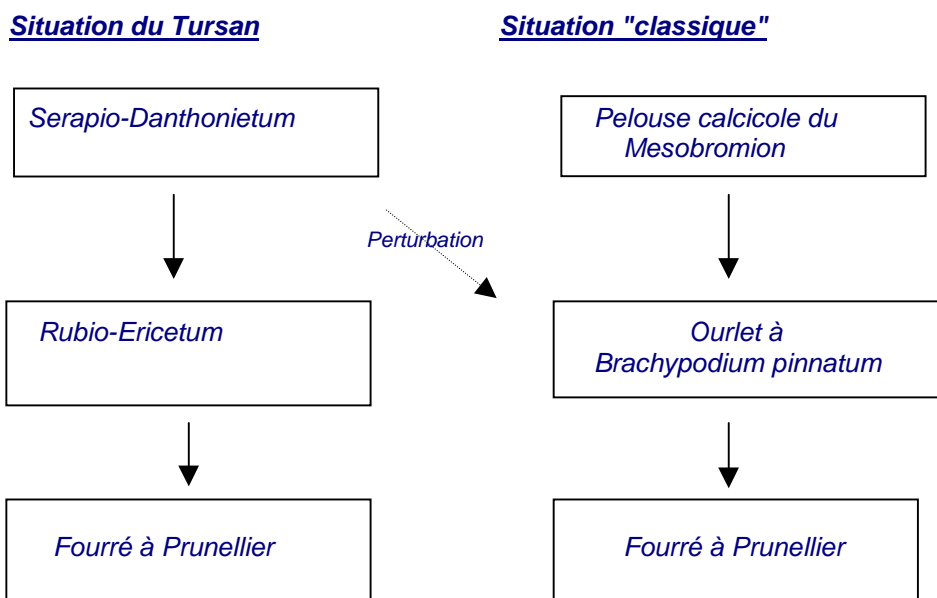 Situation du Tursan
Situation "classique"
Serapio-Danthonietum
Pelouse calcicole du
Mesobromion
Perturbation
Rubio-Ericetum
Ourlet à
Brachypodium pinnatum
Fourré à Prunellier
Fourré à Prunellier